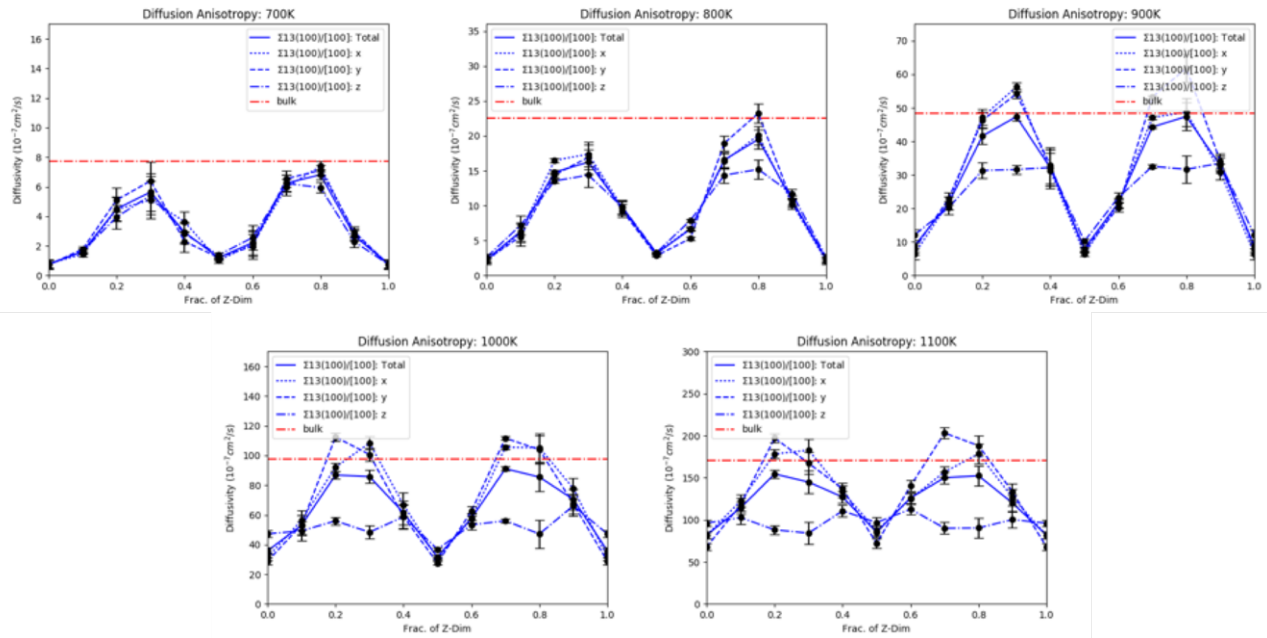 Diffusion Anisotropy: 700K
Diffusivity (10⁻⁷cm²/s)
16
14
12
10
8
6
4
2
0
Σ13(100)/[100]: Total
Σ13(100)/[100]: x
Σ13(100)/[100]: y
Σ13(100)/[100]: z
bulk
0.0 0.2 0.4 0.6 0.8 1.0
Frac. of Z-Dim
Diffusion Anisotropy: 800K
Diffusivity (10⁻⁷cm²/s)
35
30
25
20
15
10
5
0
Σ13(100)/[100]: Total
Σ13(100)/[100]: x
Σ13(100)/[100]: y
Σ13(100)/[100]: z
bulk
0.0 0.2 0.4 0.6 0.8 1.0
Frac. of Z-Dim
Diffusion Anisotropy: 900K
Diffusivity (10⁻⁷cm²/s)
70
60
50
40
30
20
10
0
Σ13(100)/[100]: Total
Σ13(100)/[100]: x
Σ13(100)/[100]: y
Σ13(100)/[100]: z
bulk
0.0 0.2 0.4 0.6 0.8 1.0
Frac. of Z-Dim
Diffusion Anisotropy: 1000K
Diffusivity (10⁻⁷cm²/s)
160
140
120
100
80
60
40
20
0
Σ13(100)/[100]: Total
Σ13(100)/[100]: x
Σ13(100)/[100]: y
Σ13(100)/[100]: z
bulk
0.0 0.2 0.4 0.6 0.8 1.0
Frac. of Z-Dim
Diffusion Anisotropy: 1100K
Diffusivity (10⁻⁷cm²/s)
300
250
200
150
100
50
0
Σ13(100)/[100]: Total
Σ13(100)/[100]: x
Σ13(100)/[100]: y
Σ13(100)/[100]: z
bulk
0.0 0.2 0.4 0.6 0.8 1.0
Frac. of Z-Dim